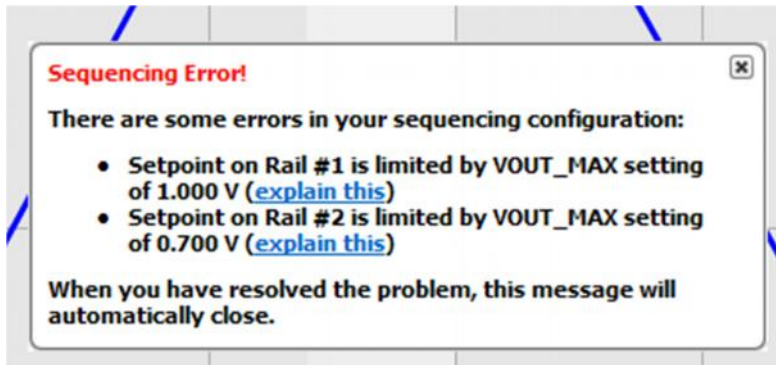 Sequencing Error!
There are some errors in your sequencing configuration:
• Setpoint on Rail #1 is limited by VOUT_MAX setting
of 1.000 V (explain this)
• Setpoint on Rail #2 is limited by VOUT_MAX setting
of 0.700 V (explain this)
When you have resolved the problem, this message will
automatically close.